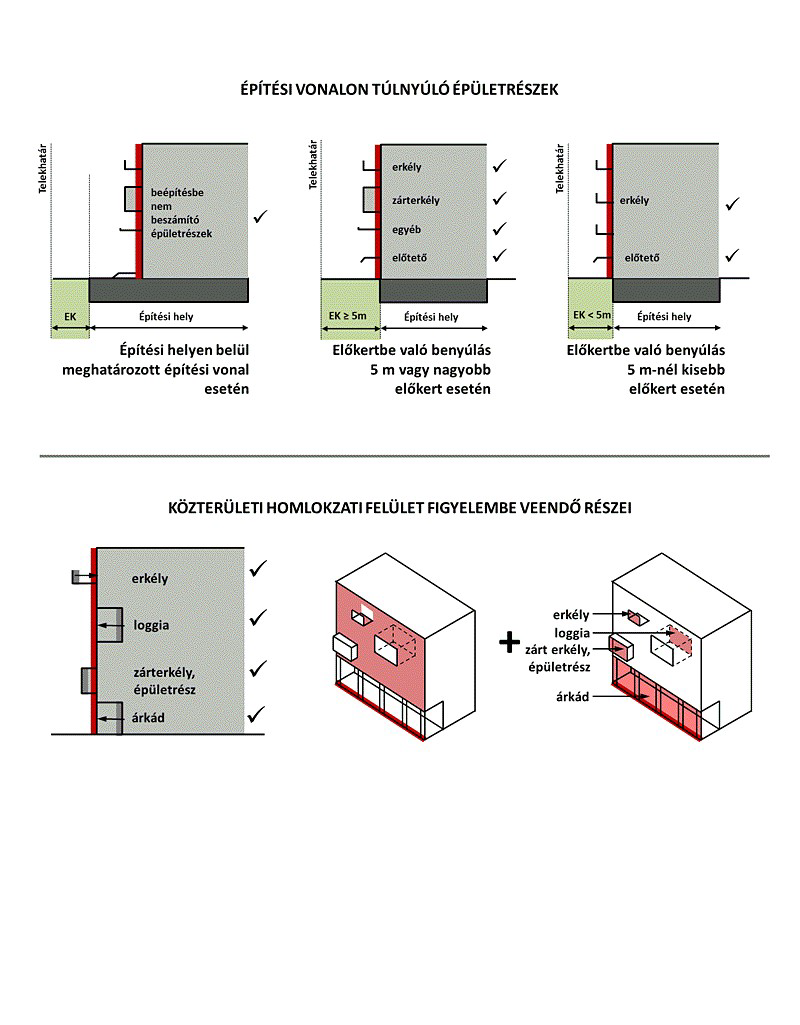 ÉPÍTÉSI VONALON TÚLNYÚLÓ ÉPÜLETRÉSZEK
Telekhatár
beépítésbe
nem
beszámító
épületrészek
EK
Építési hely
Építési helyen belül
meghatározott építési vonal
esetén
Telekhatár
erkély
zárterkély
egyéb
előtető
EK ≥ 5m
Építési hely
Előkertbe való benyúlás
5 m vagy nagyobb
előkert esetén
Telekhatár
erkély
előtető
EK < 5m
Építési hely
Előkertbe való benyúlás
5 m-nél kisebb
előkert esetén
KÖZTERÜLETI HOMLOKZATI FELÜLET FIGYELEMBE VEENDŐ RÉSZEI
erkély
loggia
zárterkély,
épületrész
árkád
+
erkély
loggia
zárt erkély,
épületrész
árkád